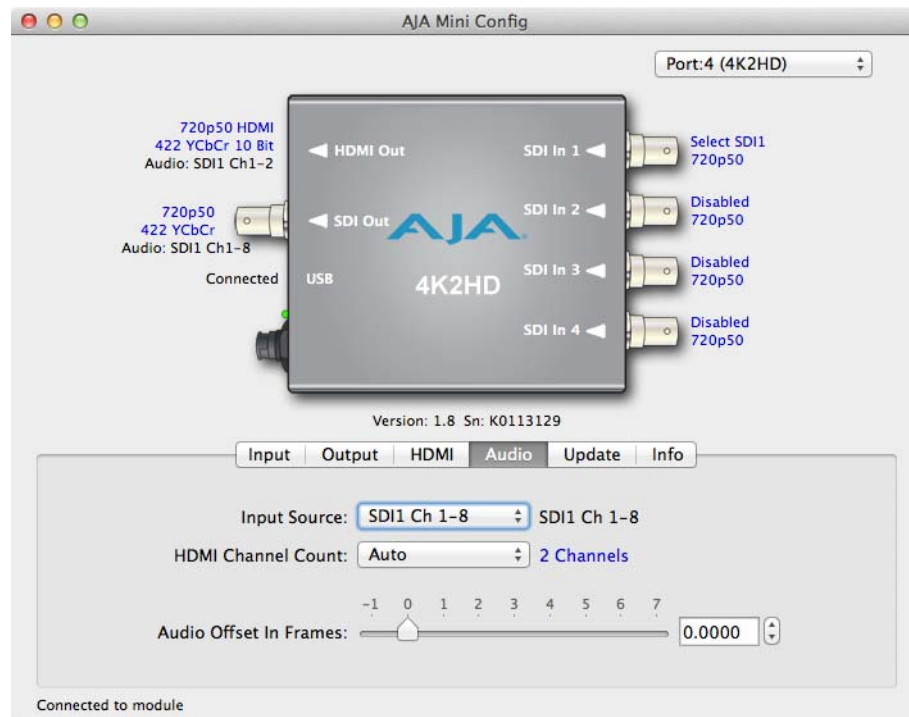 AJA Mini Config
Port:4 (4K2HD)
720p50 HDMI
422 YCbCr 10 Bit
Audio: SDI1 Ch1-2
HDMI Out
SDI In 1
Select SDI1
720p50
720p50
422 YCbCr
Audio: SDI1 Ch1-8
SDI Out
SDI In 2
Disabled
720p50
AJA
Connected
USB
4K2HD
SDI In 3
Disabled
720p50
SDI In 4
Disabled
720p50
Version: 1.8 Sn: K0113129
Input Output HDMI Audio Update Info
Input Source: SDI1 Ch 1-8 SDI1 Ch 1-8
HDMI Channel Count: Auto 2 Channels
-1 0 1 2 3 4 5 6 7
Audio Offset In Frames: 0.0000
Connected to module